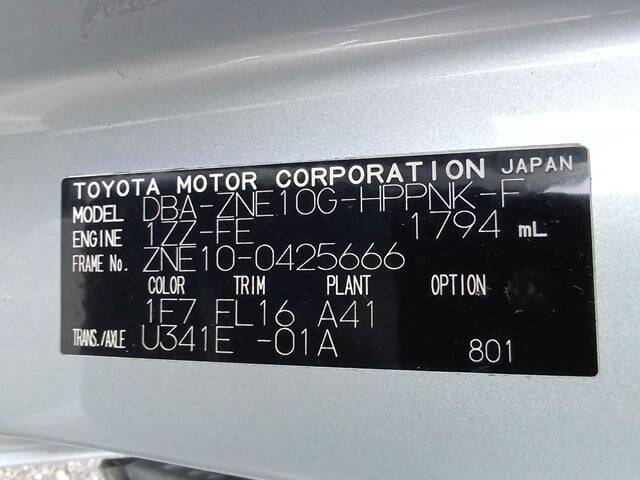 TOYOTA MOTOR CORPORATION JAPAN
MODEL DBA-ZNE10G-HPPNK-F
ENGINE 1ZZ-FE 1794 mL
FRAME No. ZNE10-0425666
COLOR TRIM PLANT OPTION
1F7 FL16 A41
TRANS./AXLE U341E -01A 801